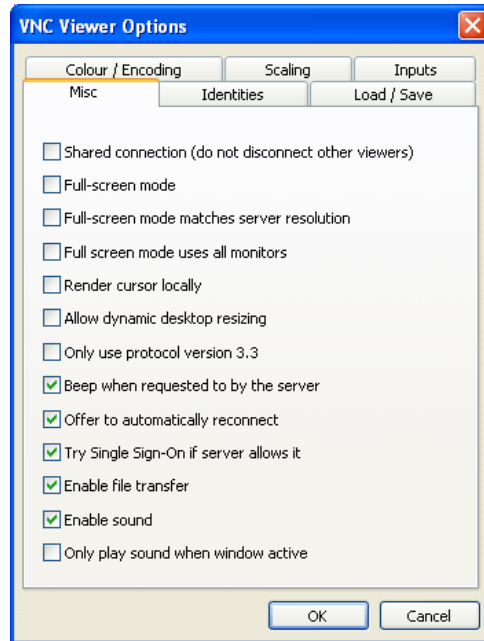 VNC Viewer Options
Colour / Encoding Scaling Inputs
Misc Identities Load / Save
Shared connection (do not disconnect other viewers)
Full-screen mode
Full-screen mode matches server resolution
Full screen mode uses all monitors
Render cursor locally
Allow dynamic desktop resizing
Only use protocol version 3.3
Beep when requested to by the server
Offer to automatically reconnect
Try Single Sign-On if server allows it
Enable file transfer
Enable sound
Only play sound when window active
OK Cancel